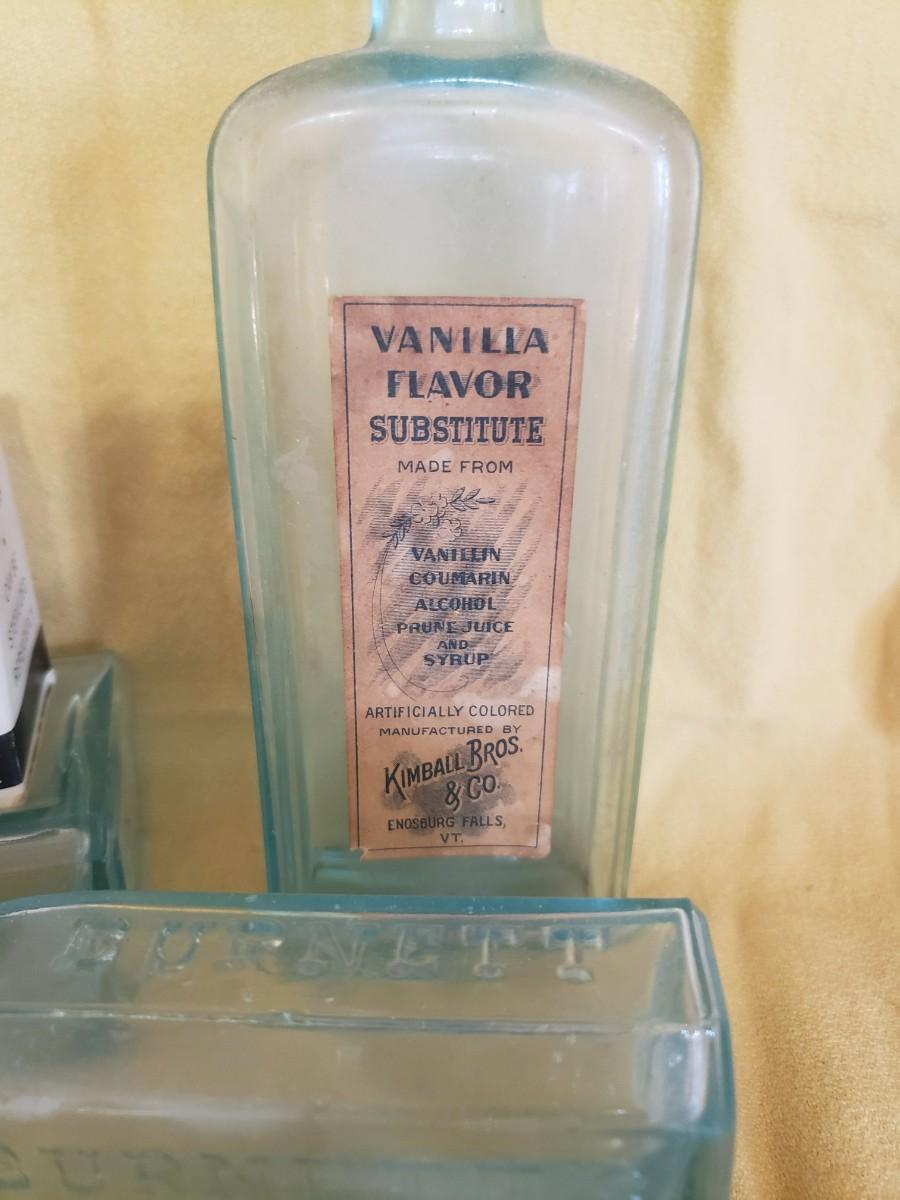 VANILLA
FLAVOR
SUBSTITUTE
MADE FROM
VANILLIN
COUMARIN
ALCOHOL
PRUNE JUICE
AND
SYRUP
ARTIFICIALLY COLORED
MANUFACTURED BY
KIMBALL BROS.
& CO.
ENOSBURG FALLS,
VT.
BURNETT